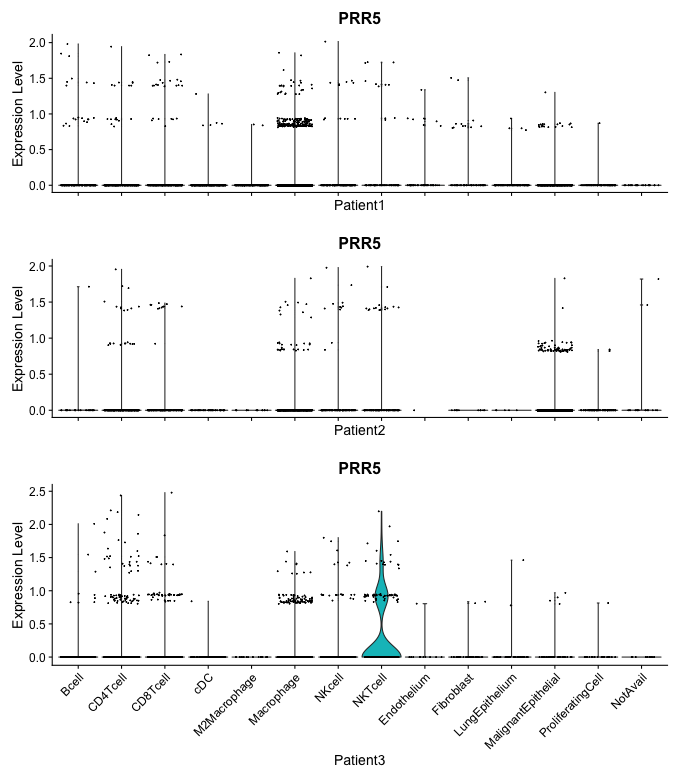 PRR5
Expression Level
2.0
1.5
1.0
0.5
0.0
Patient1
PRR5
Expression Level
2.0
1.5
1.0
0.5
0.0
Patient2
PRR5
Expression Level
2.5
2.0
1.5
1.0
0.5
0.0
Bcell
CD4Tcell
CD8Tcell
cDC
M2Macrophage
Macrophage
NKcell
NKTcell
Endothelium
Fibroblast
LungEpithelium
MalignantEpithelial
ProliferatingCell
NotAvail
Patient3